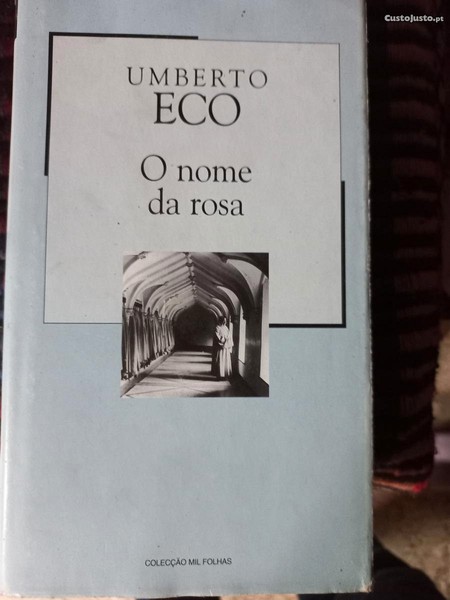 CustoJusto.pt
UMBERTO
ECO
O nome
da rosa
COLECÇÃO MIL FOLHAS